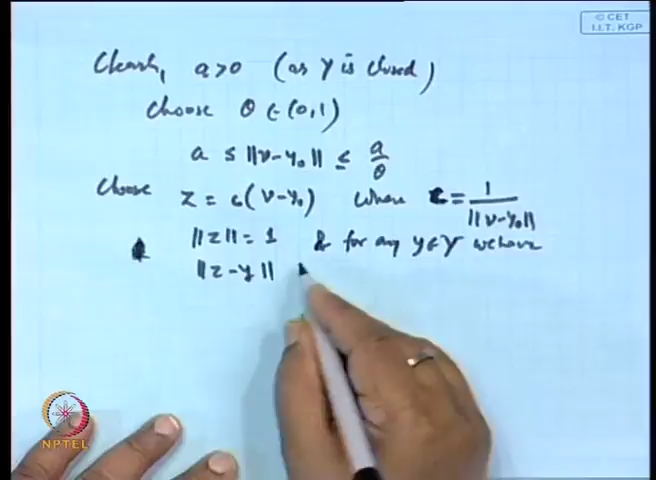 © CET
I.I.T. KGP
Clearly, a>0 (as Y is closed)
Choose θ ∈ (0,1)
a ≤ ||v-y₀|| ≤ a/θ
Choose z = c(v-y₀) where c = 1/||v-y₀||
||z|| = 1 & for any y∈Y we have
||z-y||
NPTEL